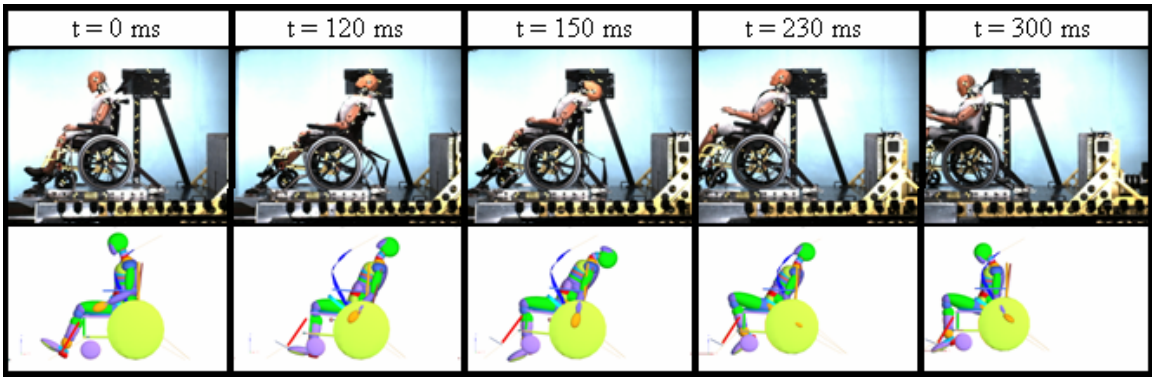 t = 0 ms
t = 120 ms
t = 150 ms
t = 230 ms
t = 300 ms